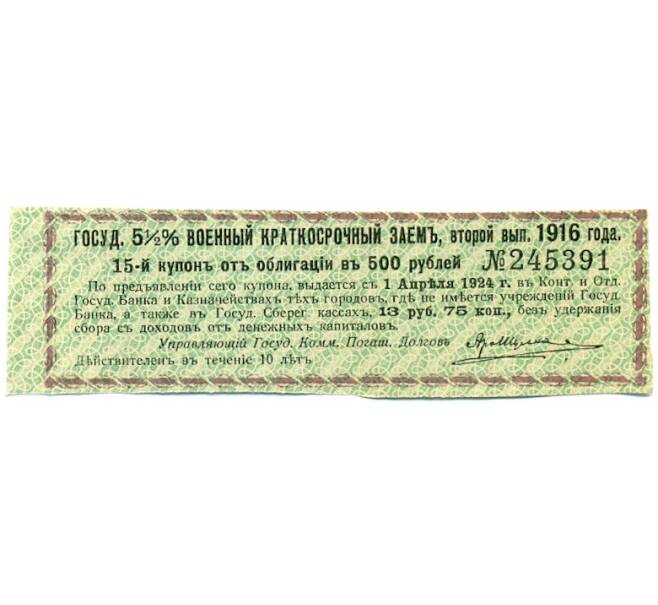 ГОСУД. 5½% ВОЕННЫЙ КРАТКОСРОЧНЫЙ ЗАЕМЪ, второй вып. 1916 года.
15-й купонъ отъ облигаціи въ 500 рублей №245391
По предъявленіи сего купона, выдается съ 1 Апрѣля 1924 г. въ Конт. и Отд.
Госуд. Банка и Казначействахъ тѣхъ городовъ, гдѣ не имѣется учрежденій Госуд.
Банка, а также въ Госуд. Сберег. кассахъ, 13 руб. 75 коп., безъ удержанія
сбора съ доходовъ отъ денежныхъ капиталовъ.
Управляющій Госуд. Комм. Погаш. Долговъ
Дѣйствителенъ въ теченіе 10 лѣтъ